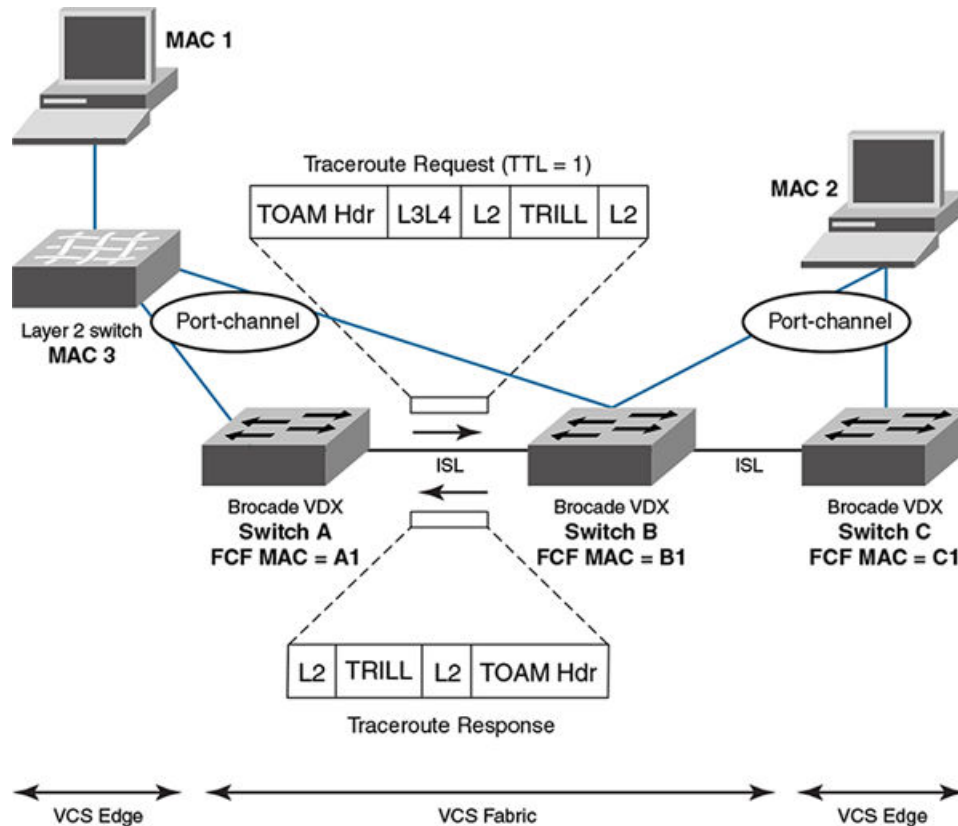 MAC 1
Traceroute Request (TTL = 1)
TOAM Hdr L3L4 L2 TRILL L2
MAC 2
Port-channel
Port-channel
Layer 2 switch
MAC 3
ISL
ISL
Brocade VDX
Switch A
FCF MAC = A1
Brocade VDX
Switch B
FCF MAC = B1
Brocade VDX
Switch C
FCF MAC = C1
L2 TRILL L2 TOAM Hdr
Traceroute Response
VCS Edge
VCS Fabric
VCS Edge